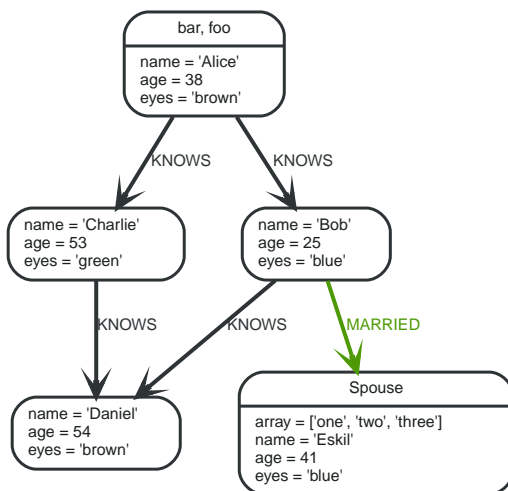 bar, foo
name = 'Alice'
age = 38
eyes = 'brown'
KNOWS
KNOWS
name = 'Charlie'
age = 53
eyes = 'green'
name = 'Bob'
age = 25
eyes = 'blue'
KNOWS
KNOWS
MARRIED
name = 'Daniel'
age = 54
eyes = 'brown'
Spouse
array = ['one', 'two', 'three']
name = 'Eskil'
age = 41
eyes = 'blue'